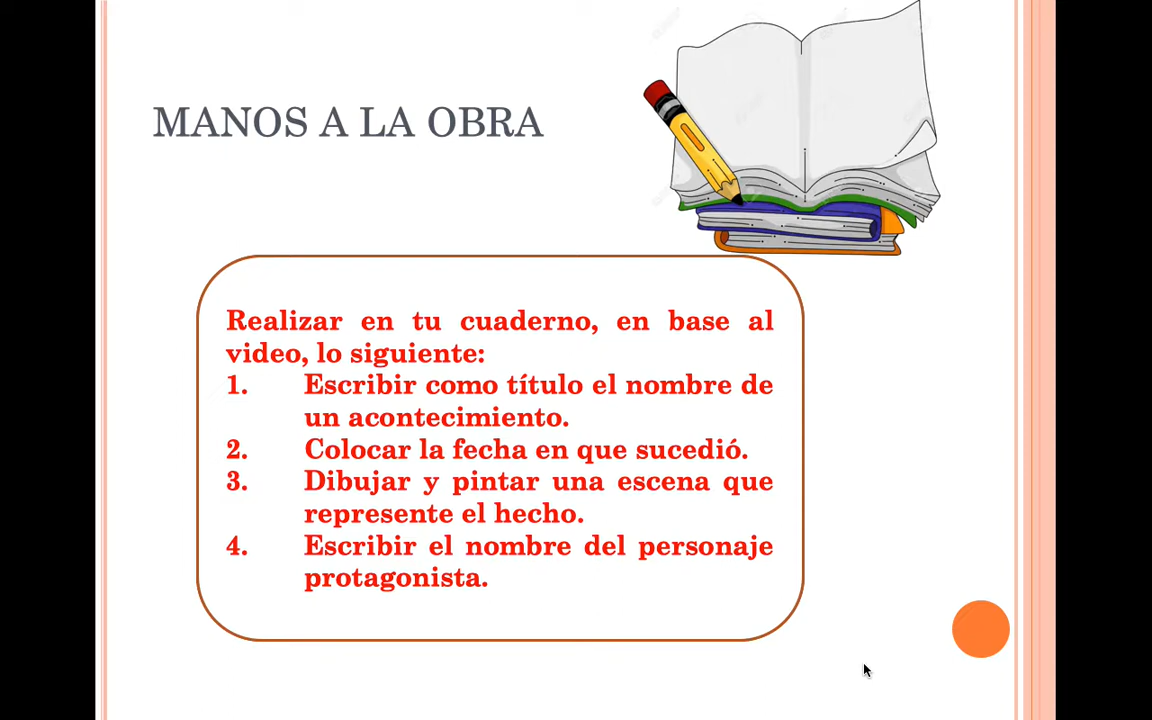 MANOS A LA OBRA
Realizar en tu cuaderno, en base al
video, lo siguiente:
1. Escribir como título el nombre de
un acontecimiento.
2. Colocar la fecha en que sucedió.
3. Dibujar y pintar una escena que
represente el hecho.
4. Escribir el nombre del personaje
protagonista.